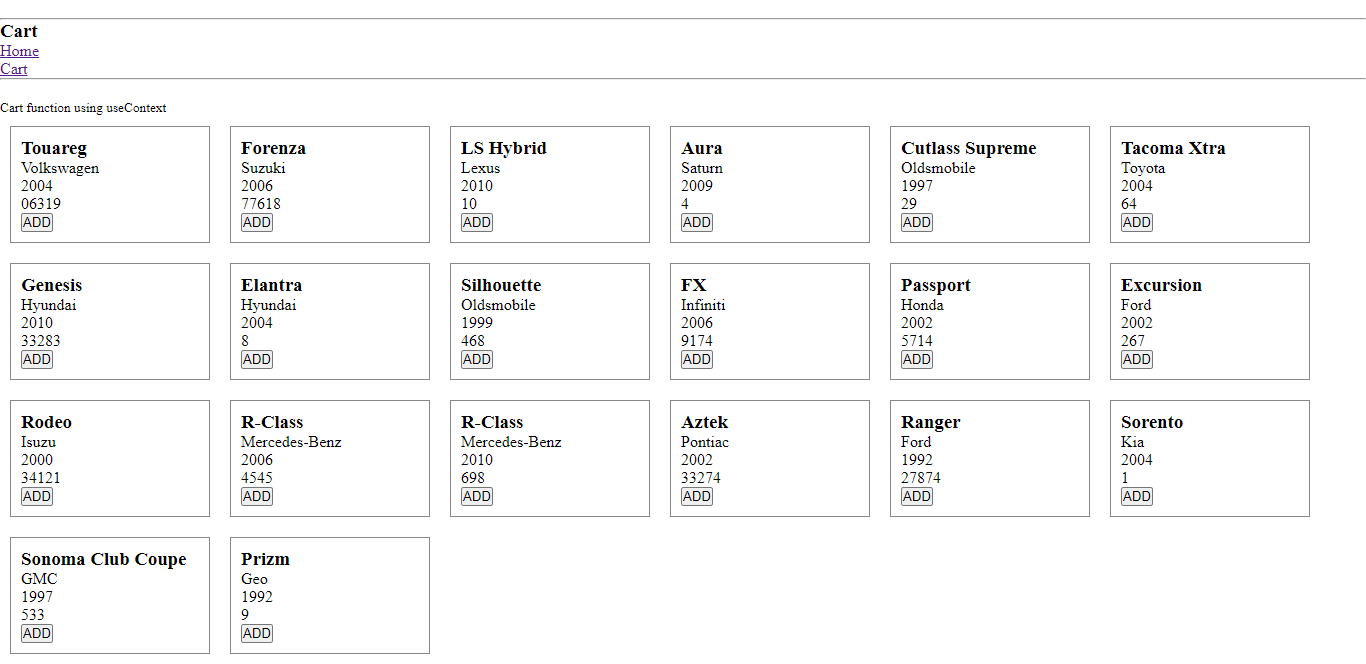 Cart
Home
Cart
Cart function using useContext
Touareg
Volkswagen
2004
06319
ADD
Forenza
Suzuki
2006
77618
ADD
LS Hybrid
Lexus
2010
10
ADD
Aura
Saturn
2009
4
ADD
Cutlass Supreme
Oldsmobile
1997
29
ADD
Tacoma Xtra
Toyota
2004
64
ADD
Genesis
Hyundai
2010
33283
ADD
Elantra
Hyundai
2004
8
ADD
Silhouette
Oldsmobile
1999
468
ADD
FX
Infiniti
2006
9174
ADD
Passport
Honda
2002
5714
ADD
Excursion
Ford
2002
267
ADD
Rodeo
Isuzu
2000
34121
ADD
R-Class
Mercedes-Benz
2006
4545
ADD
R-Class
Mercedes-Benz
2010
698
ADD
Aztek
Pontiac
2002
33274
ADD
Ranger
Ford
1992
27874
ADD
Sorento
Kia
2004
1
ADD
Sonoma Club Coupe
GMC
1997
533
ADD
Prizm
Geo
1992
9
ADD